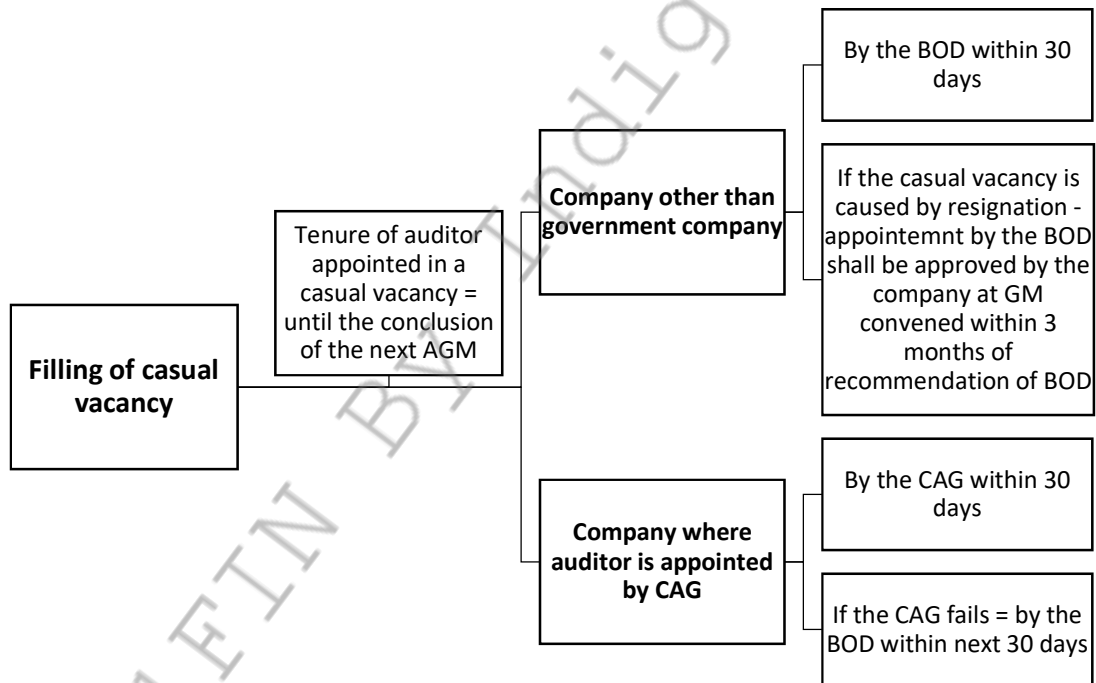 Filling of casual
vacancy
Tenure of auditor
appointed in a
casual vacancy =
until the conclusion
of the next AGM
Company other than
government company
By the BOD within 30
days
If the casual vacancy is
caused by resignation -
appointemnt by the BOD
shall be approved by the
company at GM
convened within 3
months of
recommendation of BOD
Company where
auditor is appointed
by CAG
By the CAG within 30
days
If the CAG fails = by the
BOD within next 30 days
FIN By Indig